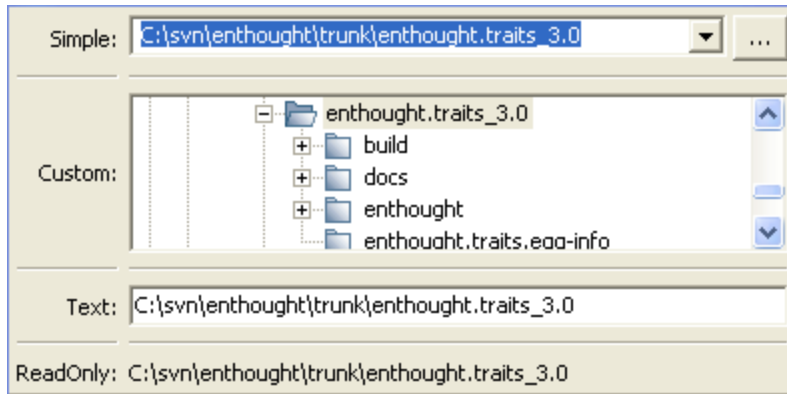 Simple: C:\svn\enthought\trunk\enthought.traits_3.0 ...
enthought.traits_3.0
build
Custom: docs
enthought
enthought.traits.egg-info
Text: C:\svn\enthought\trunk\enthought.traits_3.0
ReadOnly: C:\svn\enthought\trunk\enthought.traits_3.0